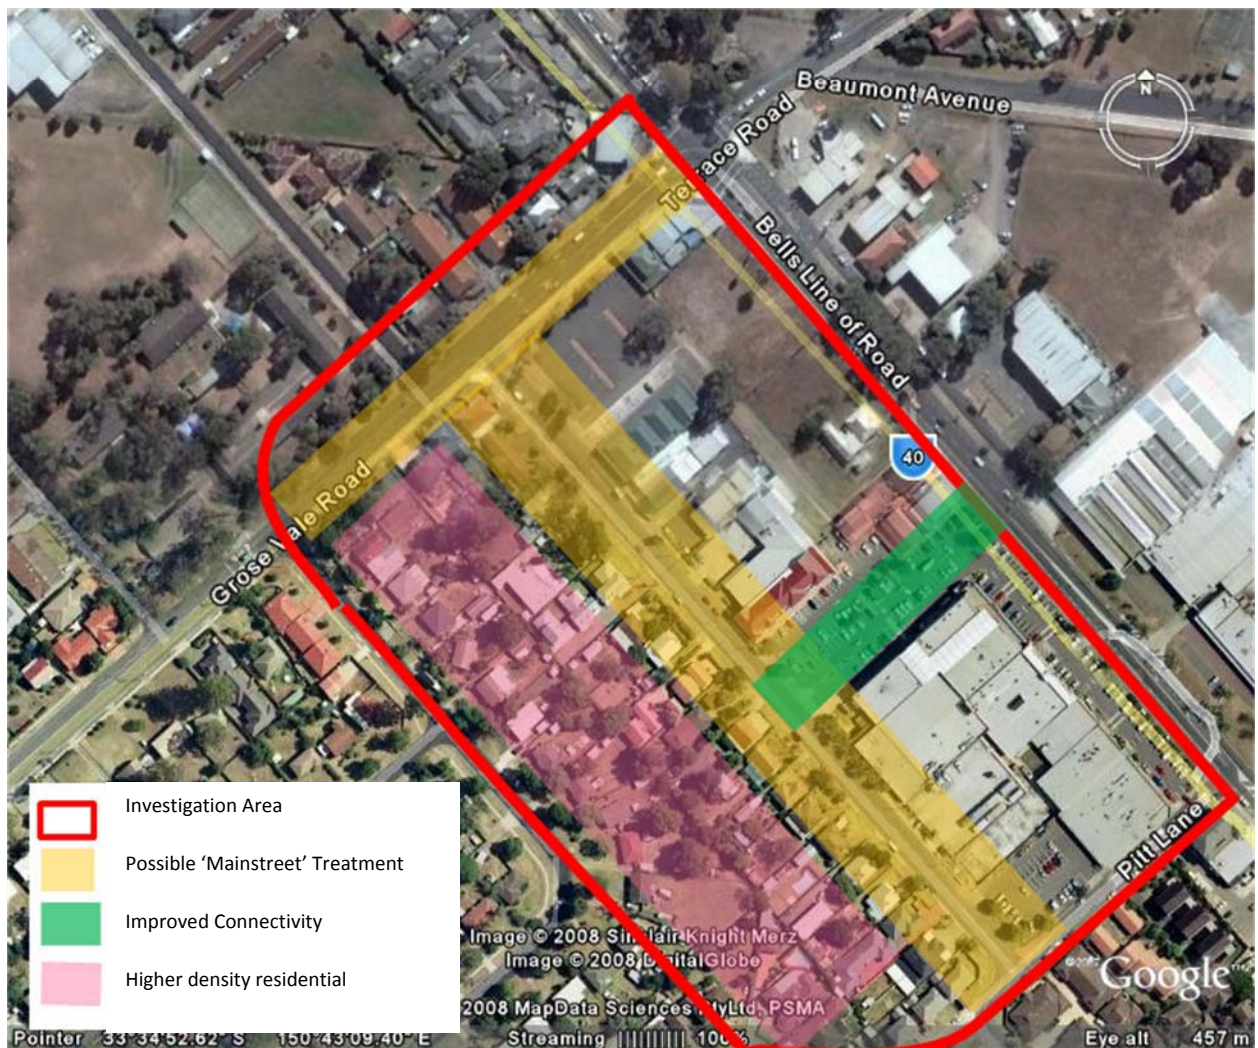 Beaumont Avenue
N
Terrace Road
Bells Line of Road
40
Grose Vale Road
Pitt Lane
Investigation Area
Possible ‘Mainstreet’ Treatment
Improved Connectivity
Higher density residential
Image © 2008 Sinclair Knight Merz
Image © 2008 DigitalGlobe
2008 MapData Sciences PtyLtd, PSMA
Google
Pointer 33°34'52.62" S 150°43'09.40" E Streaming 100% Eye alt 457 m